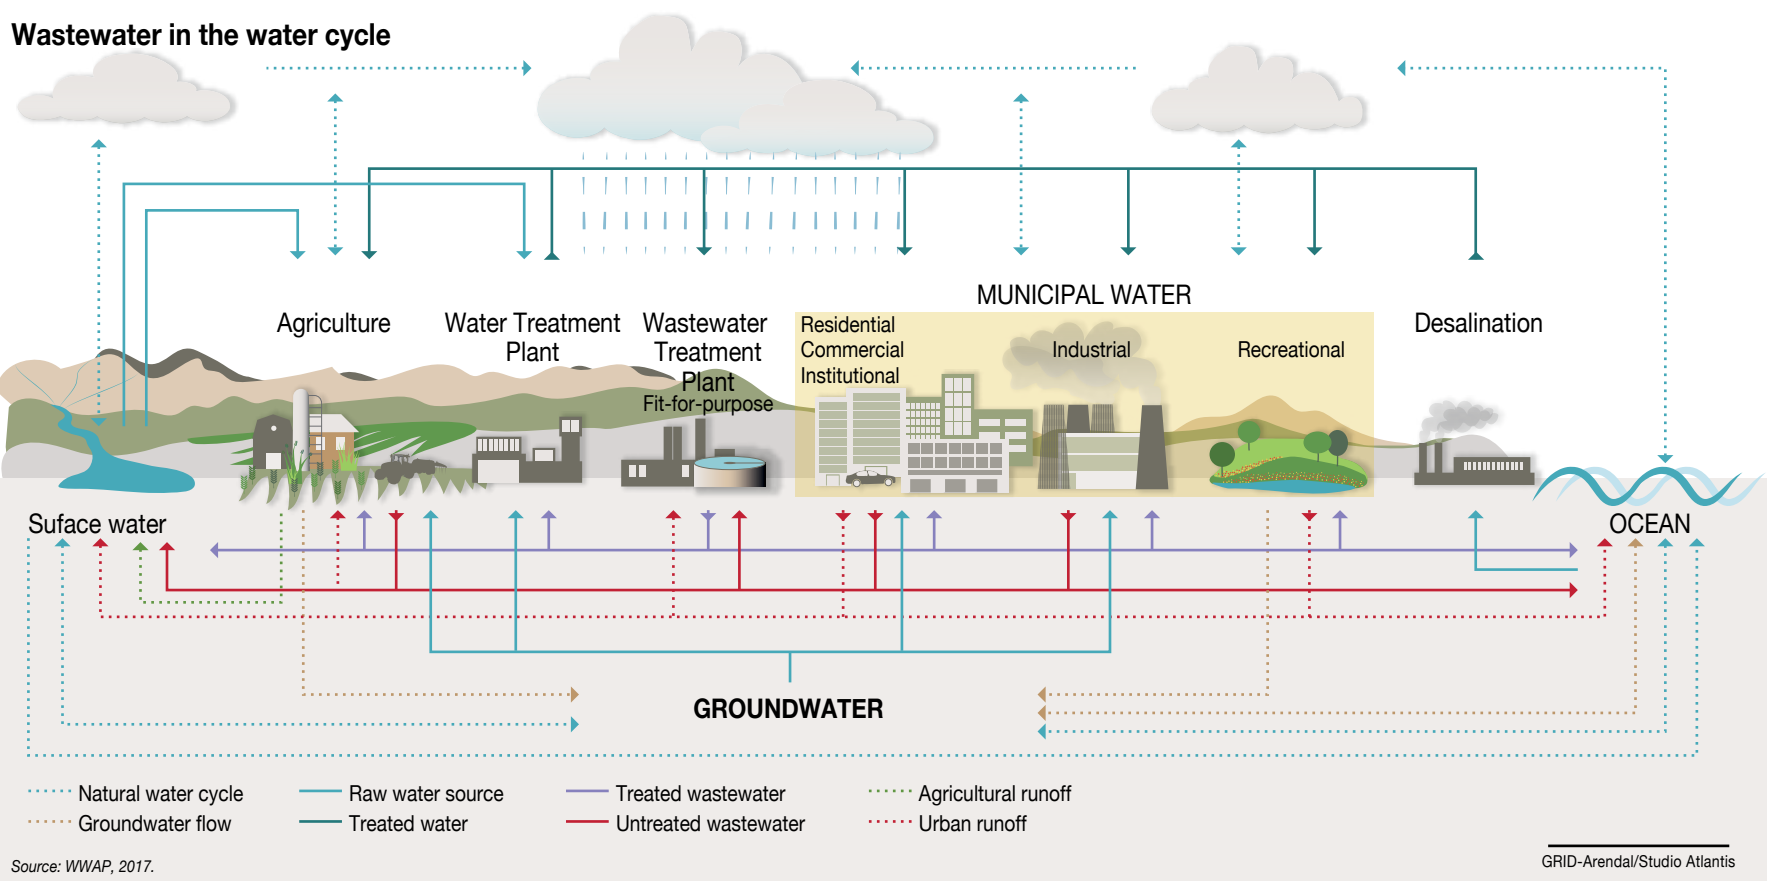 Wastewater in the water cycle
MUNICIPAL WATER
Agriculture
Water Treatment
Plant
Wastewater
Treatment
Plant
Fit-for-purpose
Residential
Commercial
Institutional
Industrial
Recreational
Desalination
Suface water
OCEAN
GROUNDWATER
Natural water cycle
Raw water source
Treated wastewater
Agricultural runoff
Groundwater flow
Treated water
Untreated wastewater
Urban runoff
Source: WWAP, 2017.
GRID-Arendal/Studio Atlantis